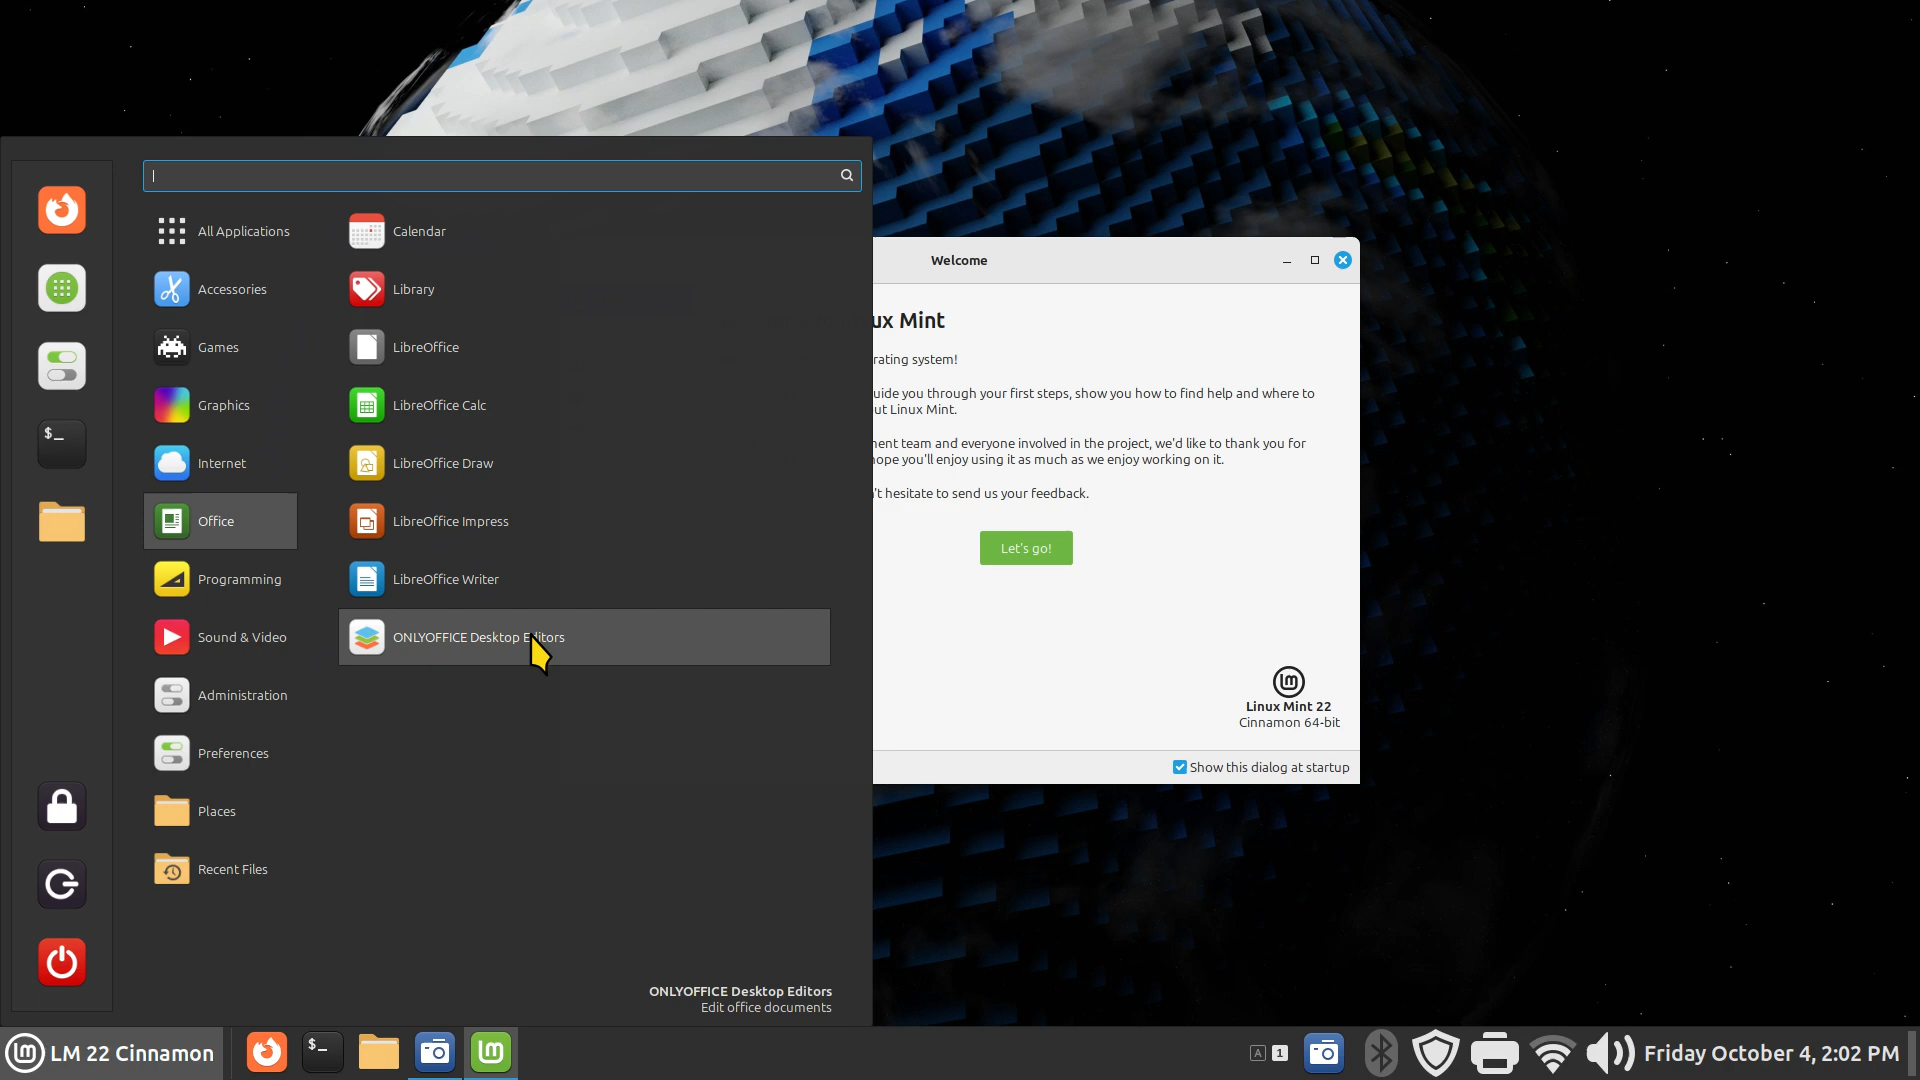 All Applications
Accessories
Games
Graphics
Internet
Office
Programming
Sound & Video
Administration
Preferences
Places
Recent Files
Calendar
Library
LibreOffice
LibreOffice Calc
LibreOffice Draw
LibreOffice Impress
LibreOffice Writer
ONLYOFFICE Desktop Editors
ONLYOFFICE Desktop Editors
Edit office documents
$_
Welcome
ux Mint
rating system!
uide you through your first steps, show you how to find help and where to
ut Linux Mint.
ment team and everyone involved in the project, we'd like to thank you for
hope you'll enjoy using it as much as we enjoy working on it.
't hesitate to send us your feedback.
Let's go!
Linux Mint 22
Cinnamon 64-bit
Show this dialog at startup
LM 22 Cinnamon
$_
A 1
Friday October 4, 2:02 PM